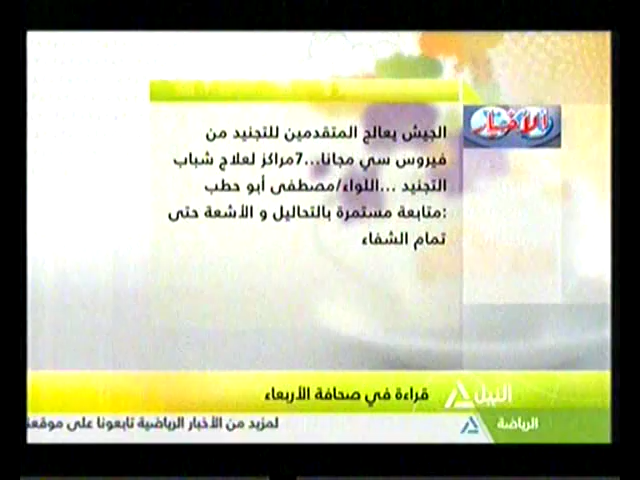 الأخبار
الجيش يعالج المتقدمين للتجنيد من
فيروس سي مجانا...7مراكز لعلاج شباب
التجنيد ...اللواء/مصطفى أبو حطب
:متابعة مستمرة بالتحاليل و الأشعة حتى
تمام الشفاء
النيل
قراءة في صحافة الأربعاء
الرياضة
لمزيد من الأخبار الرياضية تابعونا على موقعنا